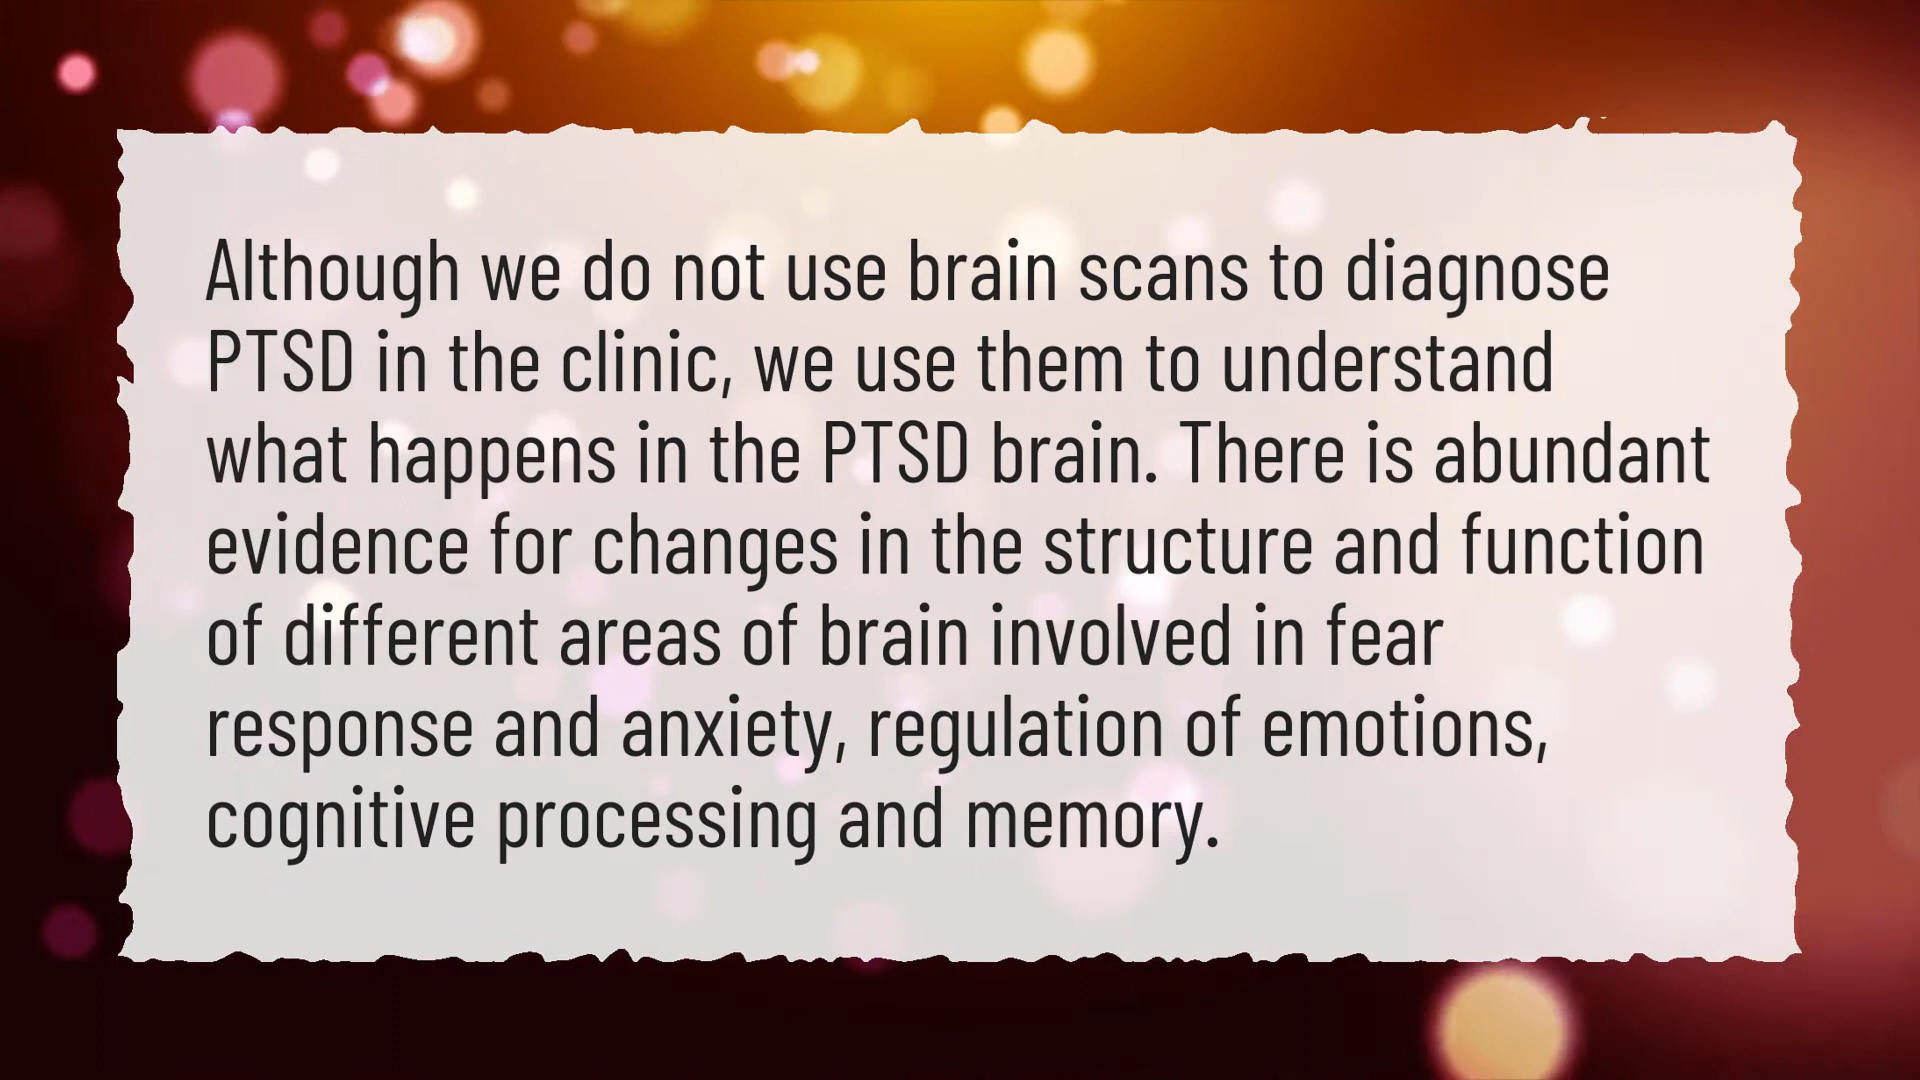 Although we do not use brain scans to diagnose
PTSD in the clinic, we use them to understand
what happens in the PTSD brain. There is abundant
evidence for changes in the structure and function
of different areas of brain involved in fear
response and anxiety, regulation of emotions,
cognitive processing and memory.